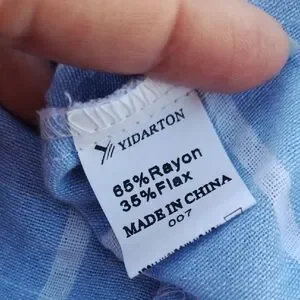 YIDARTON
65%Rayon
35%Flax
MADE IN CHINA
007